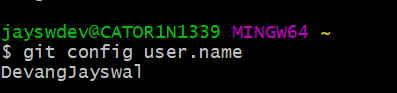 jayswdev@CATOR1N1339 MINGW64 ~
$ git config user.name
DevangJayswal